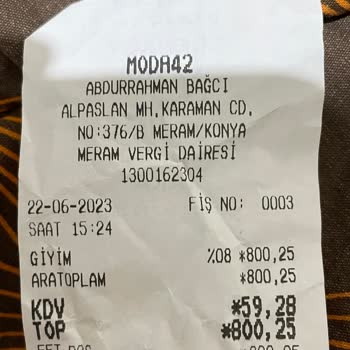 MODA42
ABDURRAHMAN BAĞCI
ALPASLAN MH.KARAMAN CD.
NO:376/B MERAM/KONYA
MERAM VERGİ DAİRESİ
1300162304
22-06-2023 FİŞ NO: 0003
SAAT 15:24
GİYİM %08 *800,25
ARATOPLAM *800,25
KDV *59,28
TOP *800,25